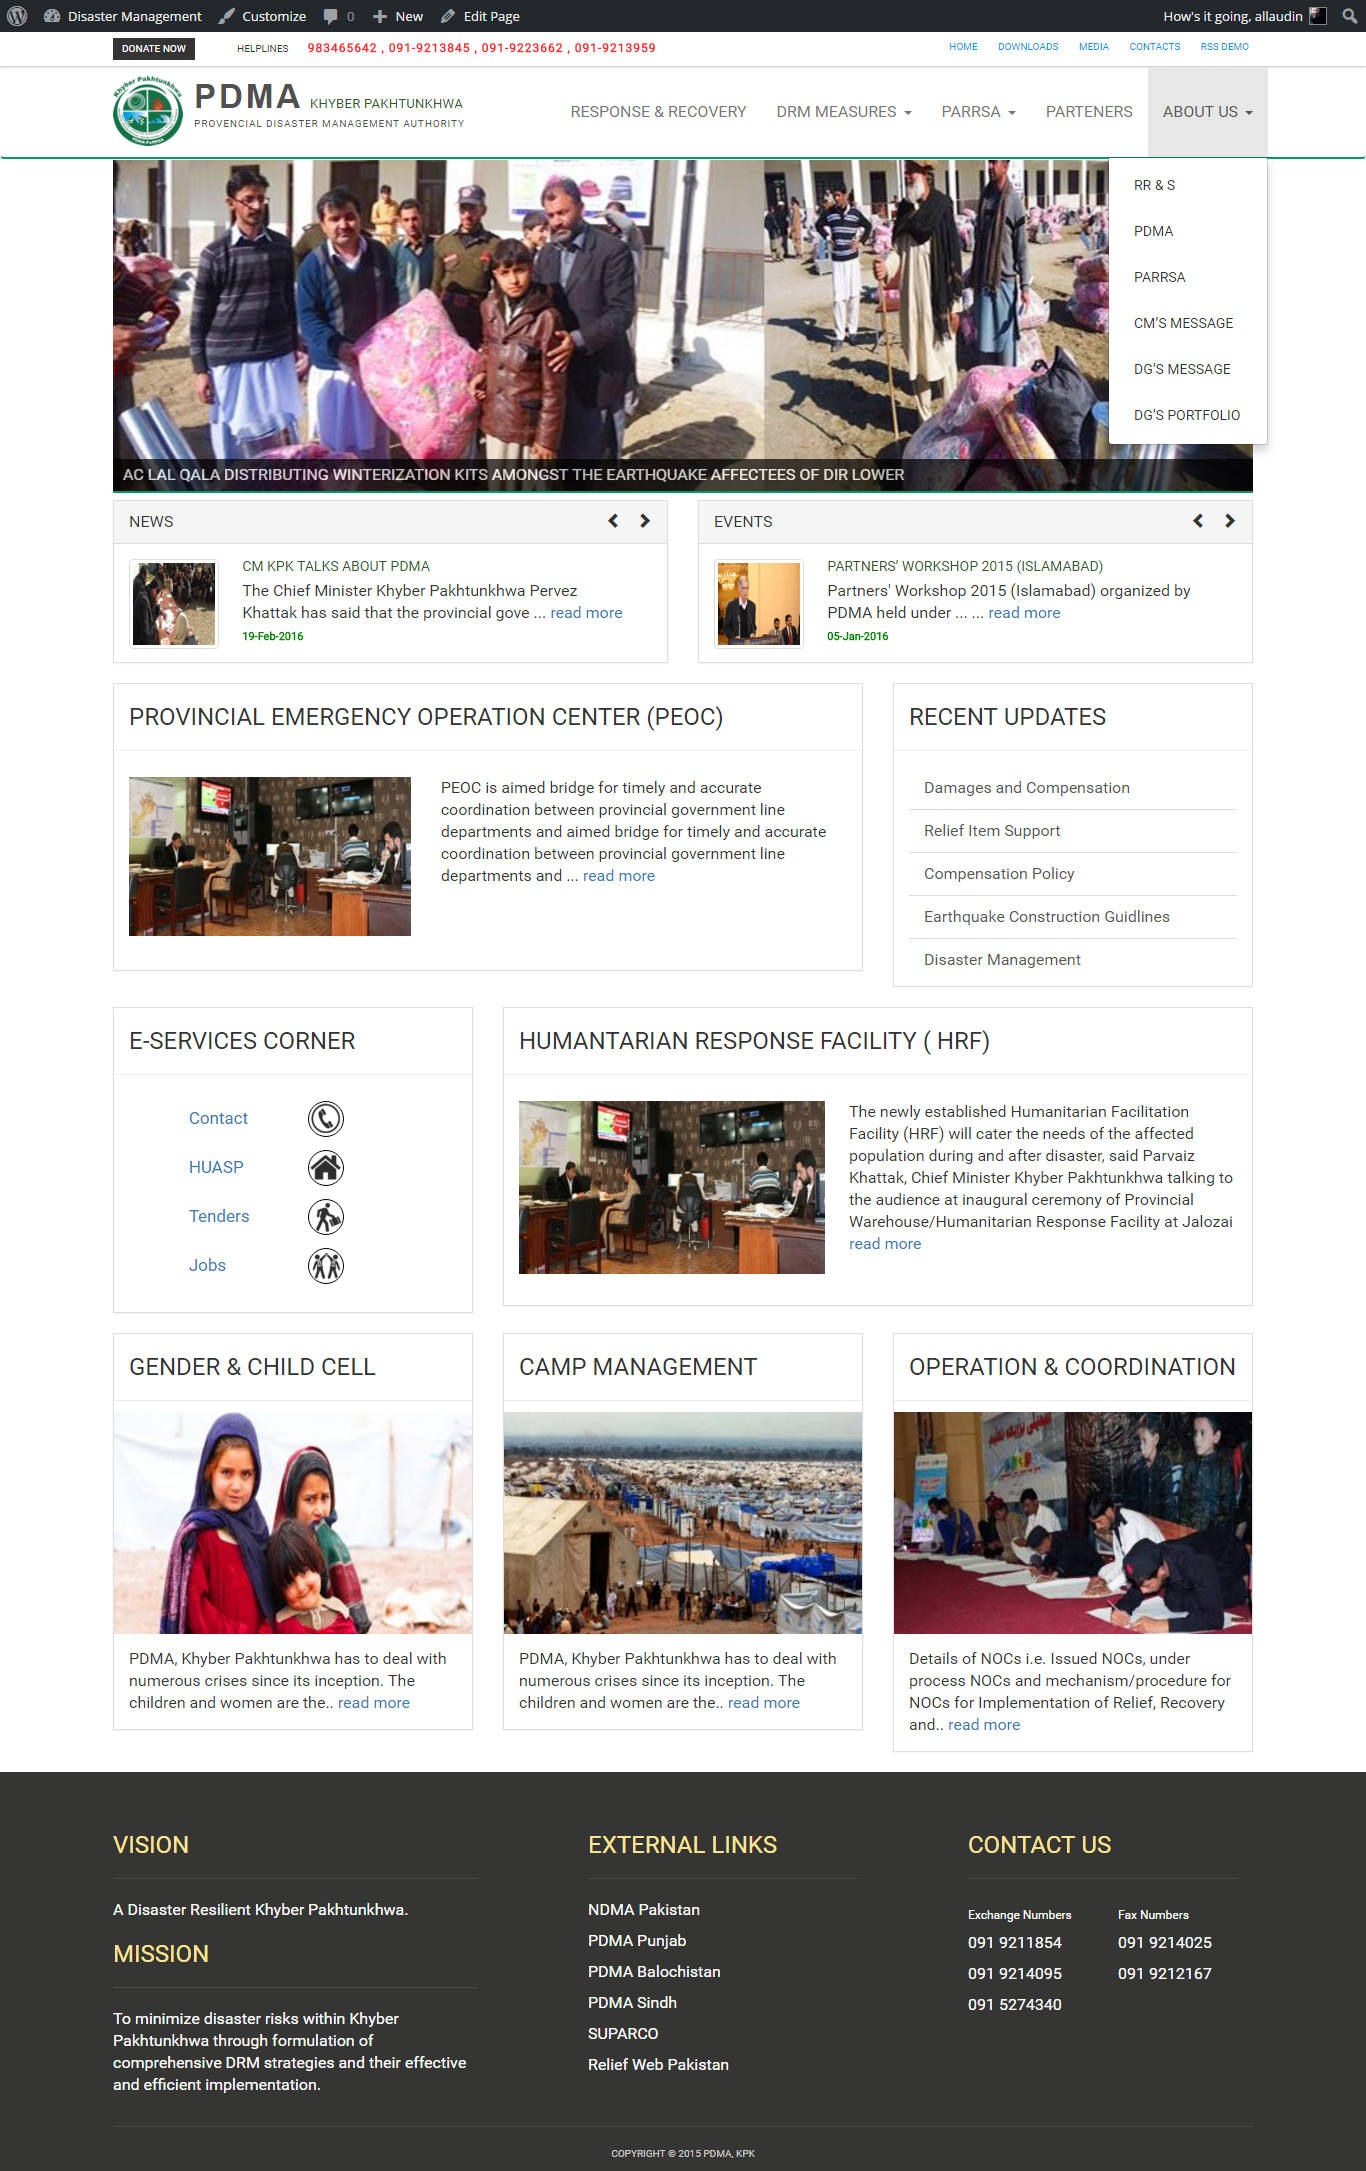 Disaster Management Customize 0 New Edit Page How's it going, allaudin
DONATE NOW HELPLINES 983465642 , 091-9213845 , 091-9223662 , 091-9213959 HOME DOWNLOADS MEDIA CONTACTS RSS DEMO
PDMA KHYBER PAKHTUNKHWA
PROVENCIAL DISASTER MANAGEMENT AUTHORITY
RESPONSE & RECOVERY DRM MEASURES PARRSA PARTENERS ABOUT US
RR & S
PDMA
PARRSA
CM'S MESSAGE
DG'S MESSAGE
DG'S PORTFOLIO
AC LAL QALA DISTRIBUTING WINTERIZATION KITS AMONGST THE EARTHQUAKE AFFECTEES OF DIR LOWER
NEWS
CM KPK TALKS ABOUT PDMA
The Chief Minister Khyber Pakhtunkhwa Pervez
Khattak has said that the provincial gove ... read more
19-Feb-2016
EVENTS
PARTNERS' WORKSHOP 2015 (ISLAMABAD)
Partners' Workshop 2015 (Islamabad) organized by
PDMA held under ... ... read more
05-Jan-2016
PROVINCIAL EMERGENCY OPERATION CENTER (PEOC)
PEOC is aimed bridge for timely and accurate
coordination between provincial government line
departments and aimed bridge for timely and accurate
coordination between provincial government line
departments and ... read more
RECENT UPDATES
Damages and Compensation
Relief Item Support
Compensation Policy
Earthquake Construction Guidlines
Disaster Management
E-SERVICES CORNER
Contact
HUASP
Tenders
Jobs
HUMANTARIAN RESPONSE FACILITY ( HRF)
The newly established Humanitarian Facilitation
Facility (HRF) will cater the needs of the affected
population during and after disaster, said Parvaiz
Khattak, Chief Minister Khyber Pakhtunkhwa talking to
the audience at inaugural ceremony of Provincial
Warehouse/Humanitarian Response Facility at Jalozai
read more
GENDER & CHILD CELL
PDMA, Khyber Pakhtunkhwa has to deal with
numerous crises since its inception. The
children and women are the.. read more
CAMP MANAGEMENT
PDMA, Khyber Pakhtunkhwa has to deal with
numerous crises since its inception. The
children and women are the.. read more
OPERATION & COORDINATION
Details of NOCs i.e. Issued NOCs, under
process NOCs and mechanism/procedure for
NOCs for Implementation of Relief, Recovery
and.. read more
VISION
A Disaster Resilient Khyber Pakhtunkhwa.
MISSION
To minimize disaster risks within Khyber
Pakhtunkhwa through formulation of
comprehensive DRM strategies and their effective
and efficient implementation.
EXTERNAL LINKS
NDMA Pakistan
PDMA Punjab
PDMA Balochistan
PDMA Sindh
SUPARCO
Relief Web Pakistan
CONTACT US
Exchange Numbers Fax Numbers
091 9211854 091 9214025
091 9214095 091 9212167
091 5274340
COPYRIGHT © 2015 PDMA, KPK